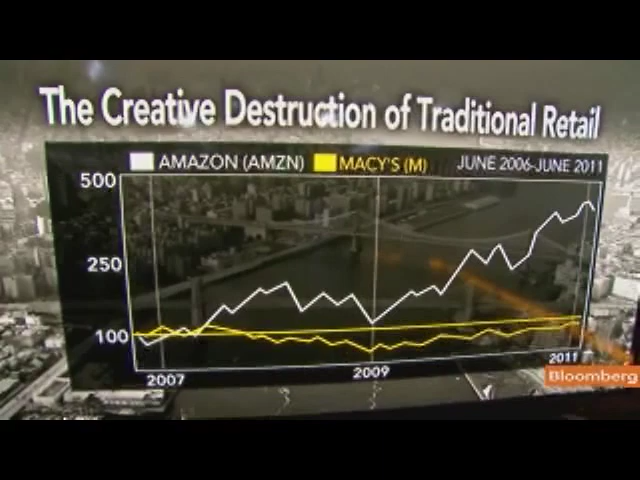 The Creative Destruction of Traditional Retail
AMAZON (AMZN) MACY'S (M) JUNE 2006-JUNE 2011
500
250
100
2007 2009 2011
Bloomberg